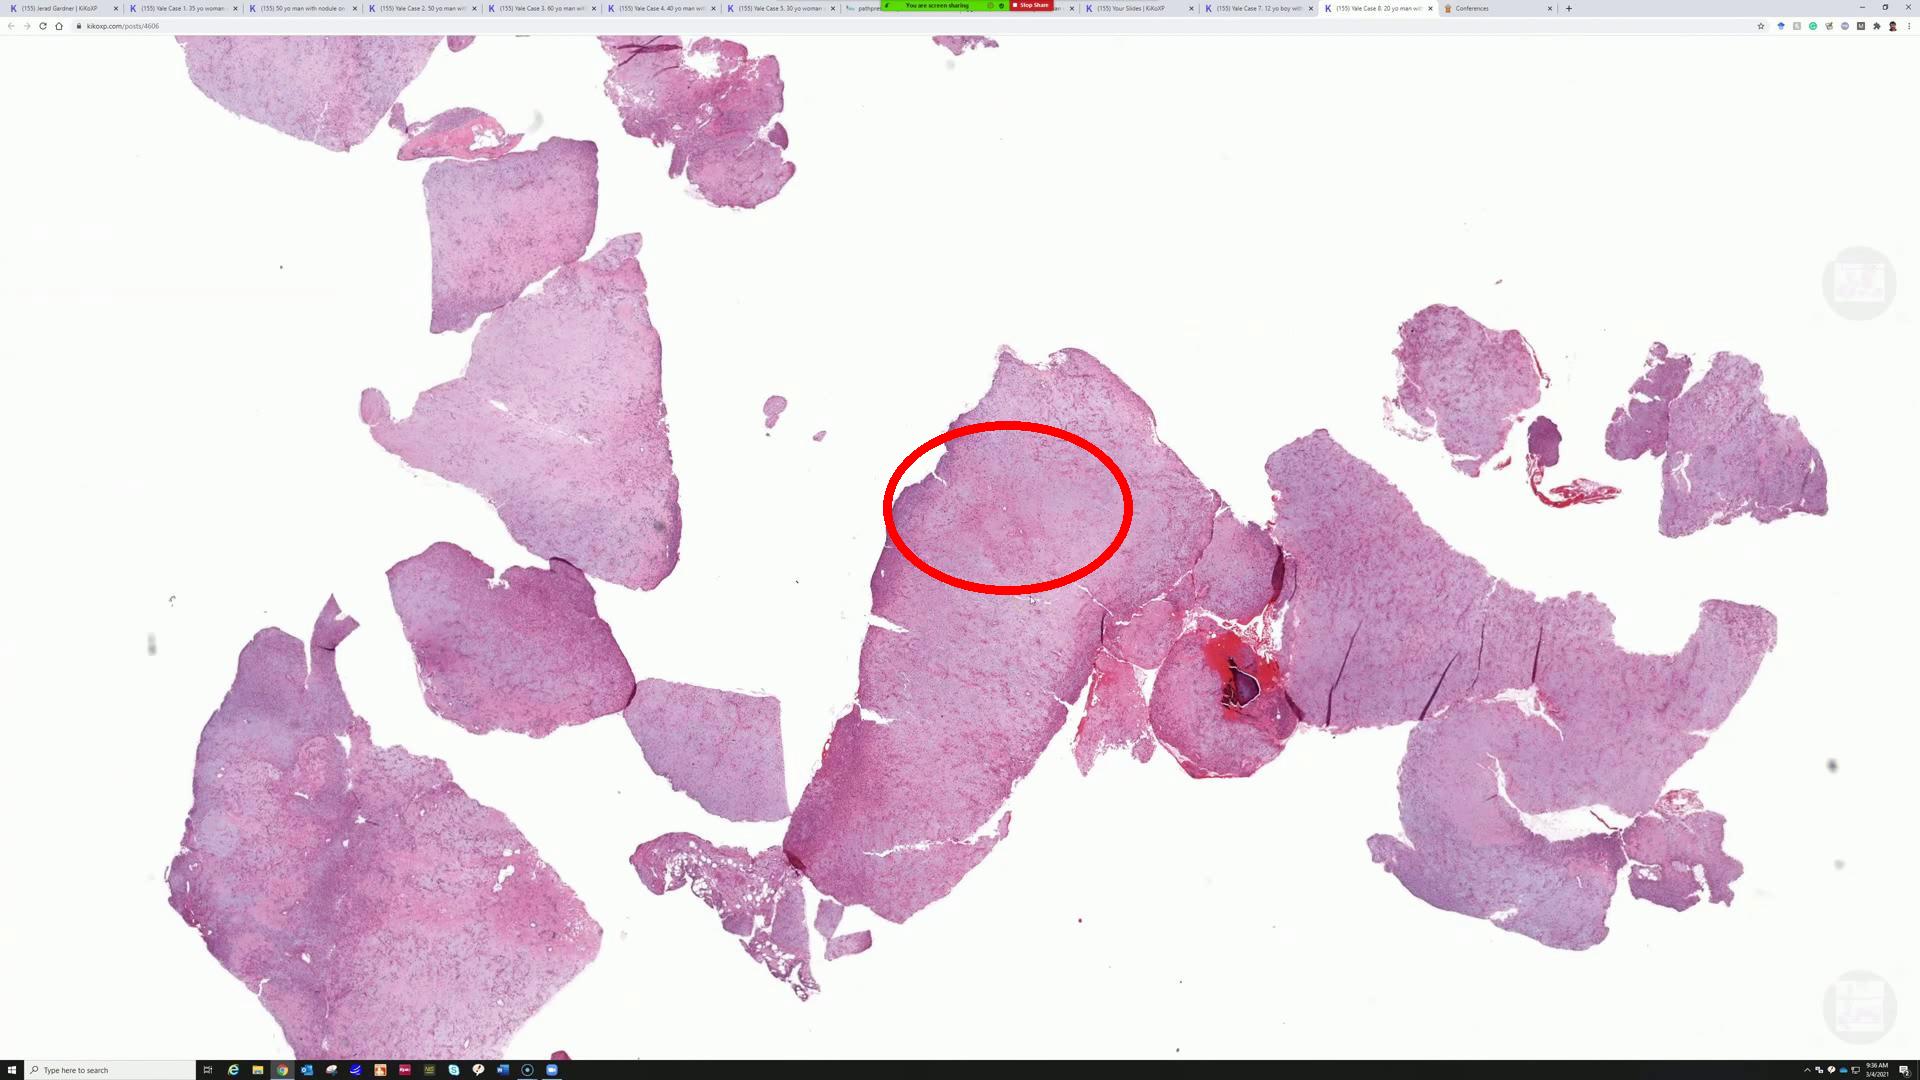 (155) Jerad Gardner | KiKoXP
(155) Yale Case 1. 35 yo woman
(155) 50 yo man with nodule on
(155) Yale Case 2. 50 yo man wit
(155) Yale Case 3. 60 yo man wit
(155) Yale Case 4. 40 yo man wit
(155) Yale Case 5. 30 yo woman
pathpre
You are screen sharing
Stop Share
(155) Your Slides | KiKoXP
(155) Yale Case 7. 12 yo boy with
(155) Yale Case 8. 20 yo man wit
Conferences
kikoxp.com/posts/4606
Type here to search
9:36 AM
3/4/2021